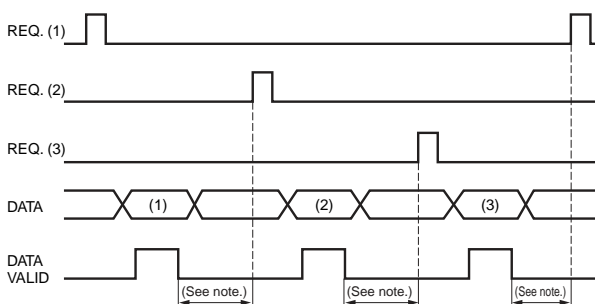 REQ. (1)
REQ. (2)
REQ. (3)
DATA (1) (2) (3)
DATA VALID
(See note.) (See note.) (See note.)